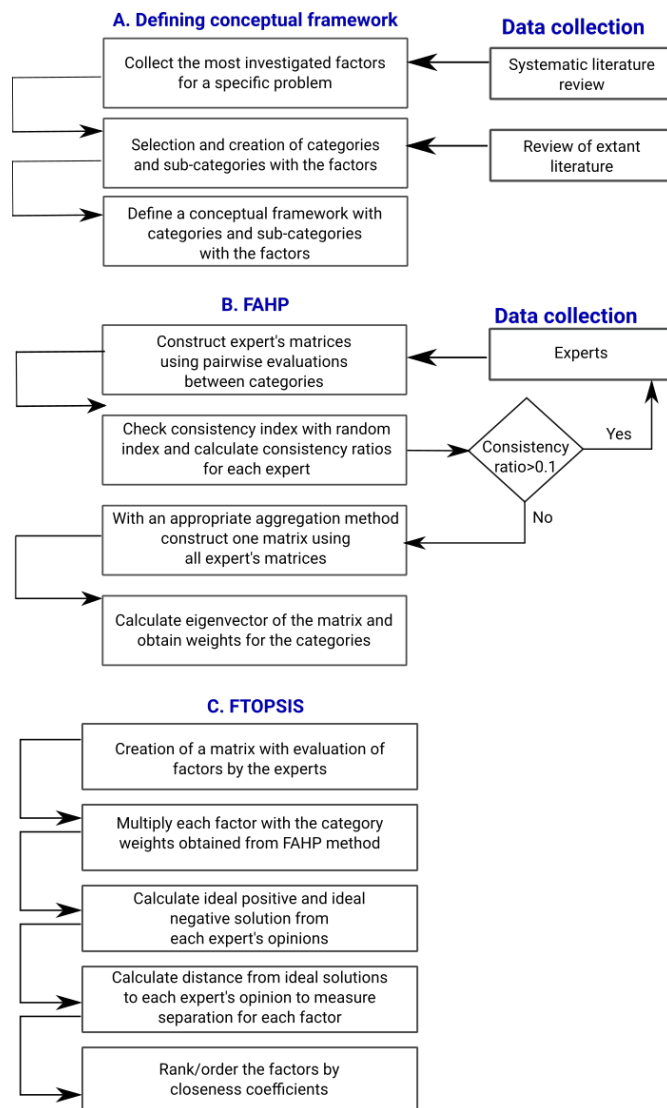 A. Defining conceptual framework
Data collection
Collect the most investigated factors
for a specific problem
Systematic literature
review
Selection and creation of categories
and sub-categories with the factors
Review of extant
literature
Define a conceptual framework with
categories and sub-categories
with the factors
B. FAHP
Data collection
Construct expert's matrices
using pairwise evaluations
between categories
Experts
Check consistency index with random
index and calculate consistency ratios
for each expert
Consistency
ratio>0.1
Yes
No
With an appropriate aggregation method
construct one matrix using
all expert's matrices
Calculate eigenvector of the matrix and
obtain weights for the categories
C. FTOPSIS
Creation of a matrix with evaluation of
factors by the experts
Multiply each factor with the category
weights obtained from FAHP method
Calculate ideal positive and ideal
negative solution from
each expert's opinions
Calculate distance from ideal solutions
to each expert's opinion to measure
separation for each factor
Rank/order the factors by
closeness coefficients